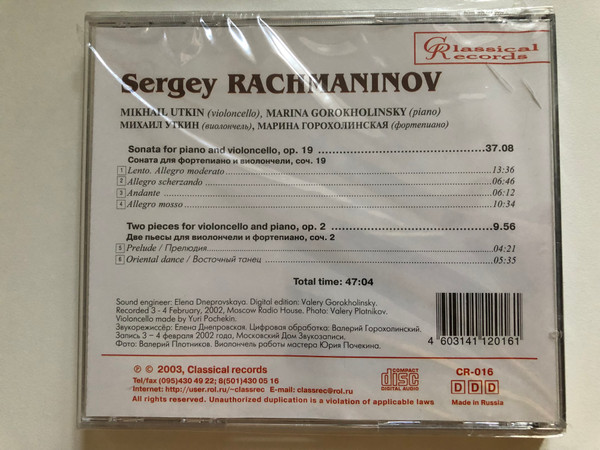 Classical
Records
Sergey RACHMANINOV
MIKHAIL UTKIN (violoncello), MARINA GOROKHOLINSKY (piano)
МИХАИЛ УТКИН (виолончель), МАРИНА ГОРОХОЛИНСКАЯ (фортепиано)
Sonata for piano and violoncello, op. 19 ........ 37.08
Соната для фортепиано и виолончели, соч. 19
1 Lento. Allegro moderato ........ 13:36
2 Allegro scherzando ........ 06:46
3 Andante ........ 06:12
4 Allegro mosso ........ 10:34
Two pieces for violoncello and piano, op. 2 ........ 9.56
Две пьесы для виолончели и фортепиано, соч. 2
5 Prelude / Прелюдия ........ 04:21
6 Oriental dance / Восточный танец ........ 05:35
Total time: 47:04
Sound engineer: Elena Dneprovskaya. Digital edition: Valery Gorokholinsky.
Recorded 3 - 4 February, 2002, Moscow Radio House. Photo: Valery Plotnikov.
Violoncello made by Yuri Pochekin.
Звукорежиссёр: Елена Днепровская. Цифровая обработка: Валерий Горохолинский.
Запись 3 – 4 февраля 2002 года, Московский Дом Звукозаписи.
Фото: Валерий Плотников. Виолончель работы мастера Юрия Почекина.
4 603141 120161
℗ © 2003, Classical records
Tel/fax (095)430 49 22; 8(501)430 05 16
Internet: http://user.rol.ru/~classrec E-mail: classrec@rol.ru
All rights reserved. Unauthorized duplication is a violation of applicable laws
COMPACT
disc
DIGITAL AUDIO
CR-016
DDD
Made in Russia